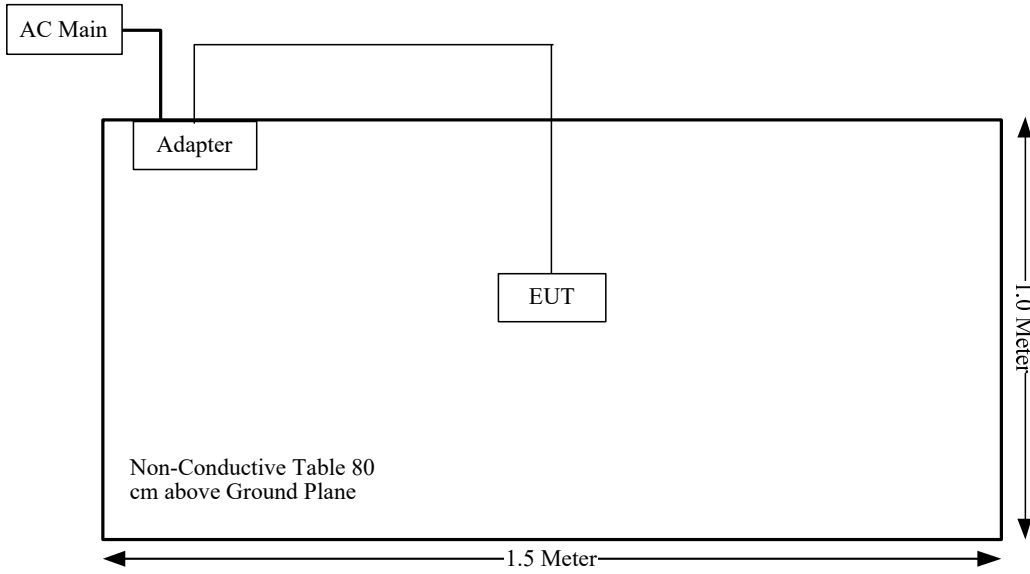 AC Main
Adapter
EUT
1.0 Meter
Non-Conductive Table 80
cm above Ground Plane
1.5 Meter